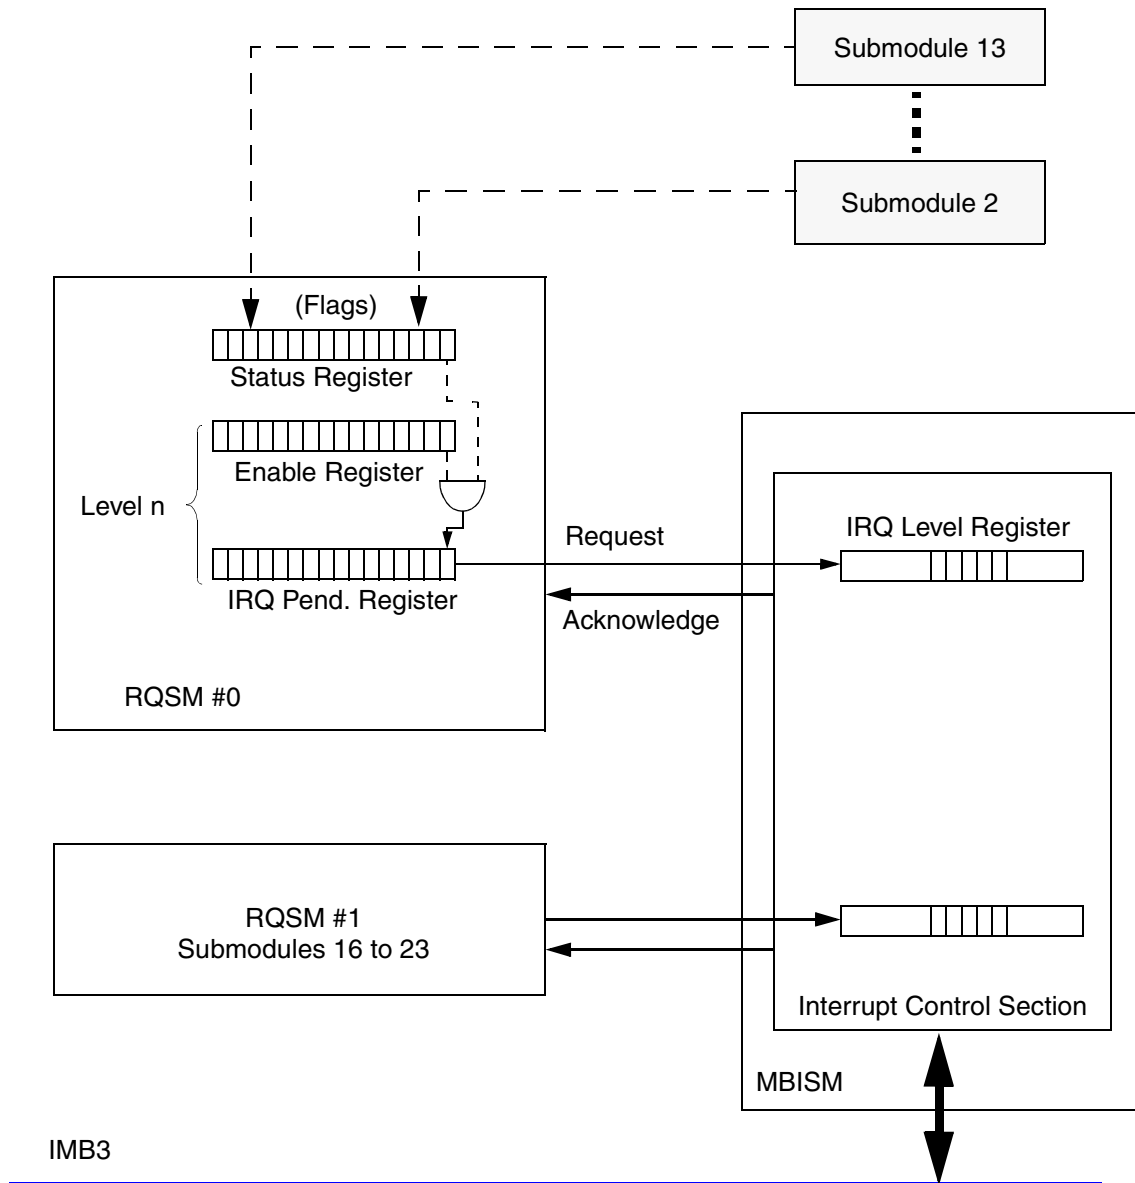 Submodule 13
Submodule 2
(Flags)
Status Register
Enable Register
Level n
IRQ Pend. Register
RQSM #0
Request
Acknowledge
IRQ Level Register
RQSM #1
Submodules 16 to 23
Interrupt Control Section
MBISM
IMB3